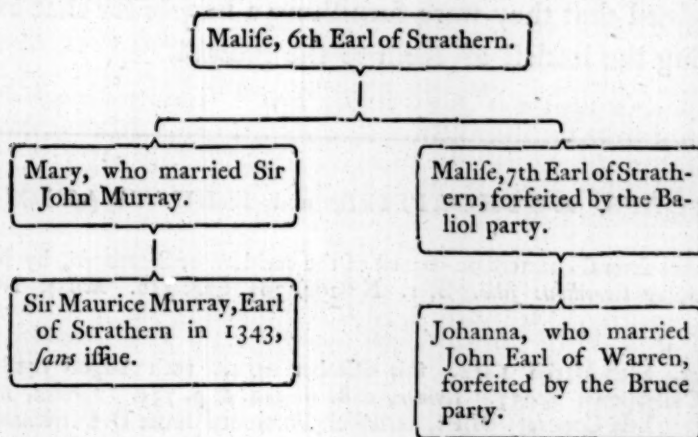 Maliſe, 6th Earl of Strathern.
Mary, who married Sir
John Murray.
Maliſe, 7th Earl of Strath-
ern, forfeited by the Ba-
liol party.
Sir Maurice Murray, Earl
of Strathern in 1343,
ſans iſſue.
Johanna, who married
John Earl of Warren,
forfeited by the Bruce
party.